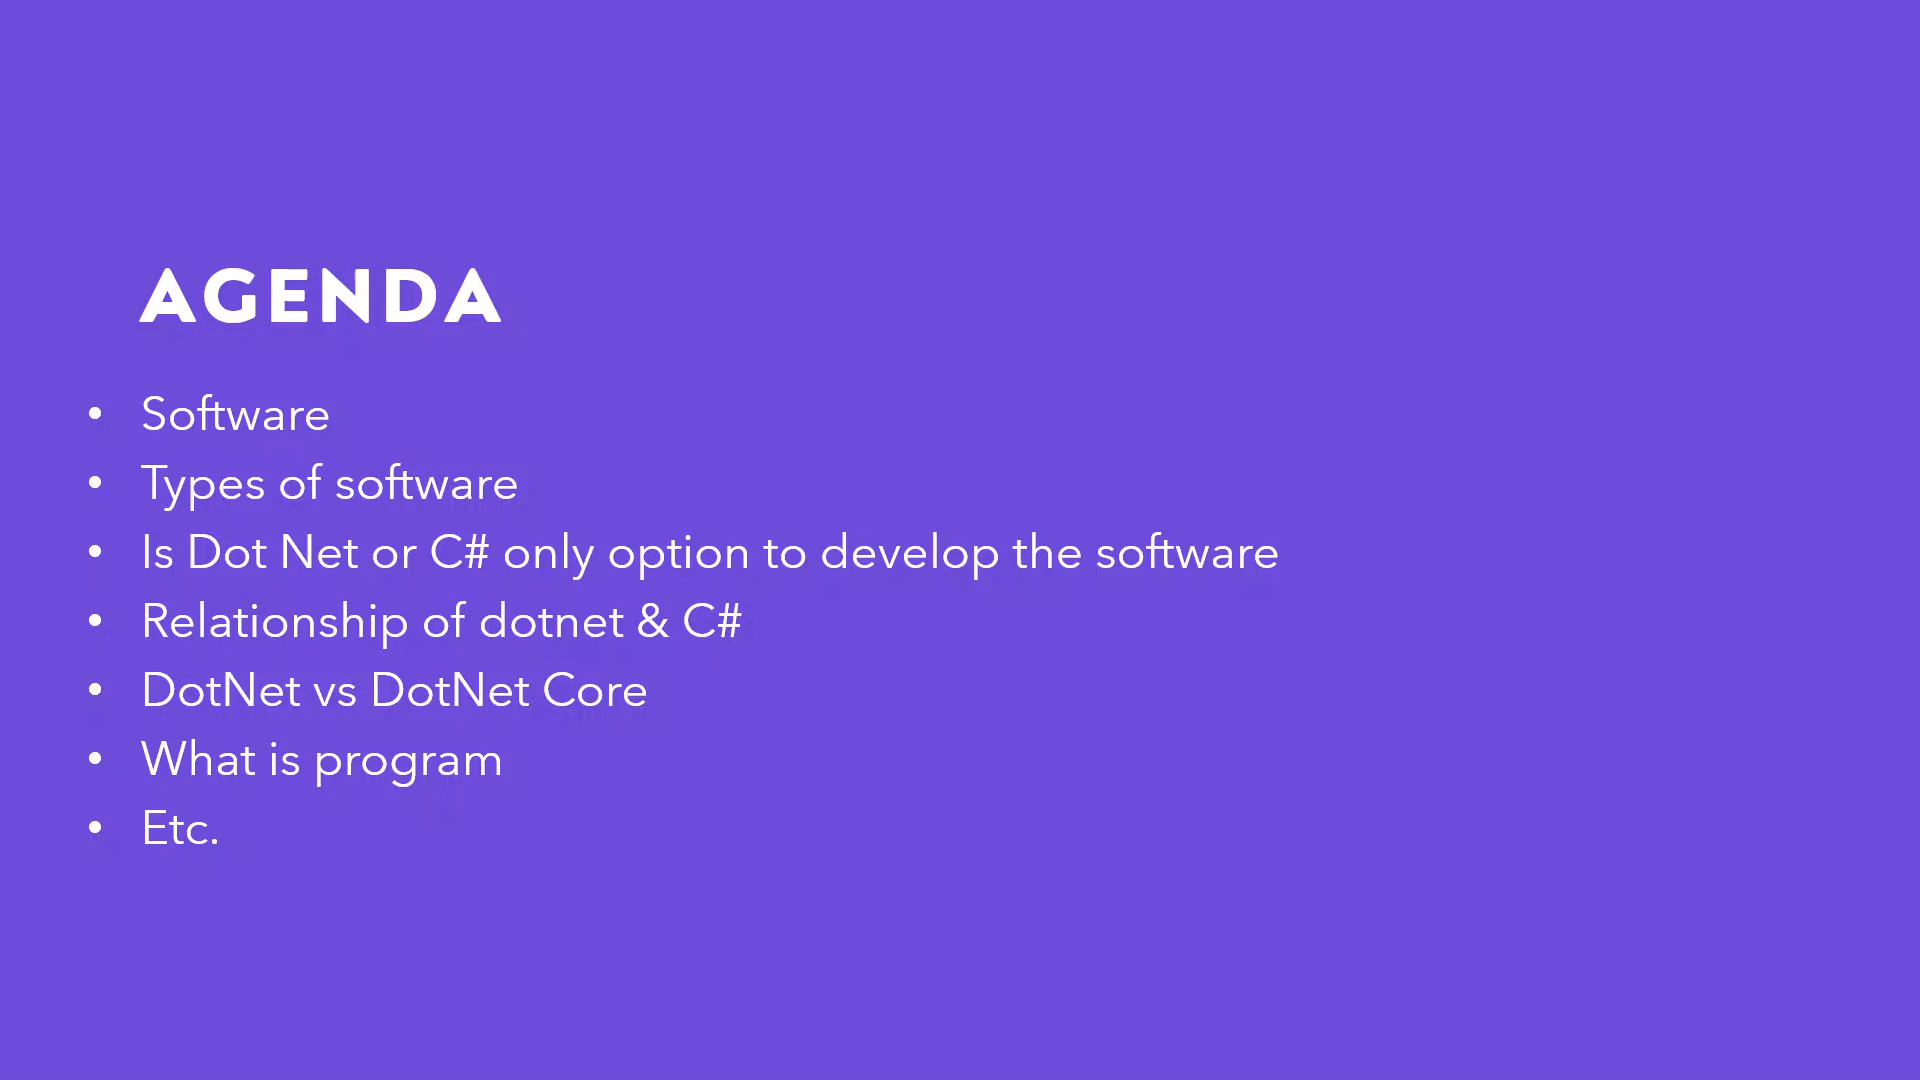 AGENDA
• Software
• Types of software
• Is Dot Net or C# only option to develop the software
• Relationship of dotnet & C#
• DotNet vs DotNet Core
• What is program
• Etc.